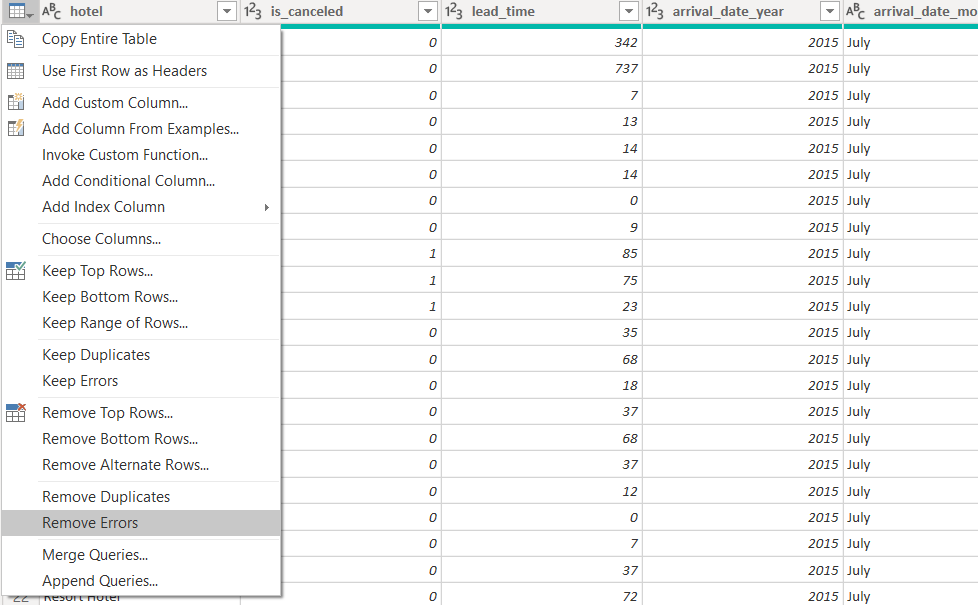 hotel is_canceled lead_time arrival_date_year arrival_date_mo
Copy Entire Table 0 342 2015 July
Use First Row as Headers 0 737 2015 July
Add Custom Column... 0 7 2015 July
Add Column From Examples... 0 13 2015 July
Invoke Custom Function... 0 14 2015 July
Add Conditional Column... 0 14 2015 July
Add Index Column 0 0 2015 July
Choose Columns... 0 9 2015 July
1 85 2015 July
Keep Top Rows... 1 75 2015 July
Keep Bottom Rows... 1 23 2015 July
Keep Range of Rows... 0 35 2015 July
Keep Duplicates 0 68 2015 July
Keep Errors 0 18 2015 July
Remove Top Rows... 0 37 2015 July
Remove Bottom Rows... 0 68 2015 July
Remove Alternate Rows... 0 37 2015 July
Remove Duplicates 0 12 2015 July
Remove Errors 0 0 2015 July
Merge Queries... 0 7 2015 July
Append Queries... 0 37 2015 July
22 Resort Hotel 0 72 2015 July